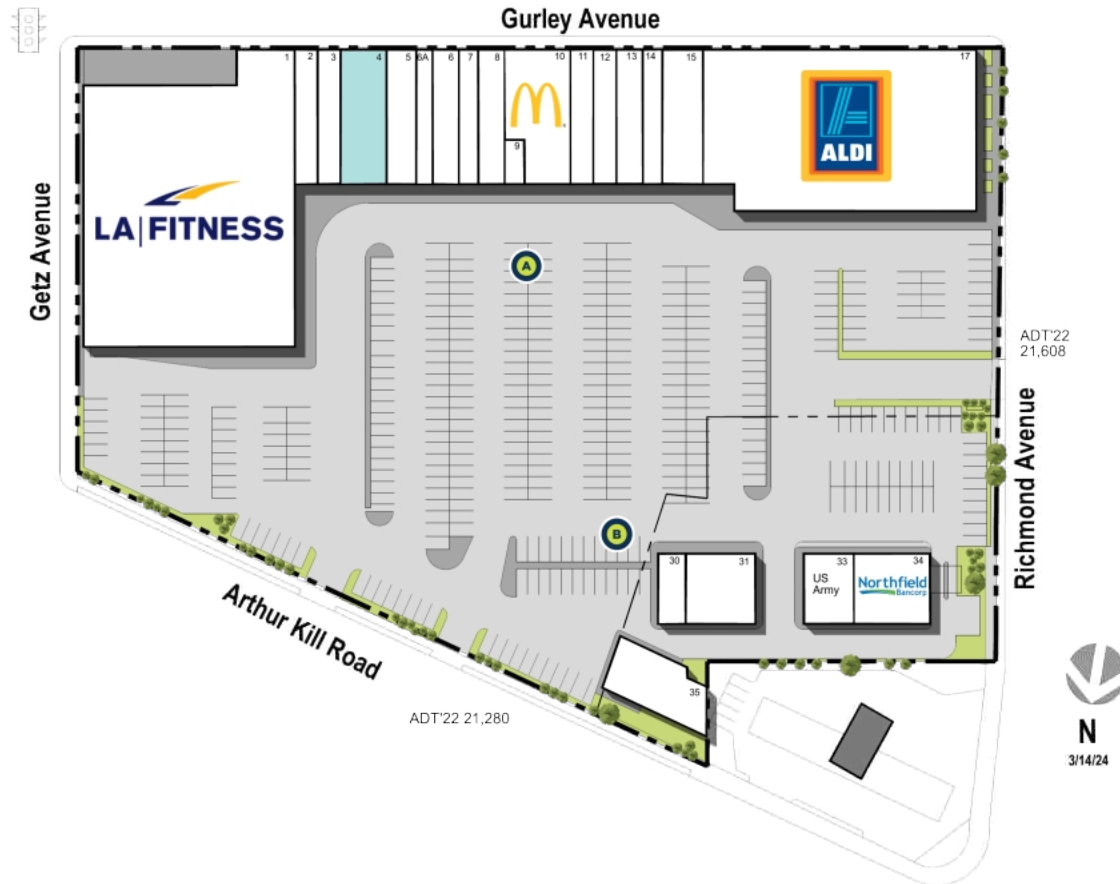 Gurley Avenue
1
2
3
4
5
6A
6
7
8
10
11
12
13
14
15
17
9
ALDI
LA|FITNESS
Getz Avenue
A
ADT'22
21,608
Richmond Avenue
B
30
31
33
34
US
Army
Northfield
Bancorp
Arthur Kill Road
35
ADT'22 21,280
N
3/14/24